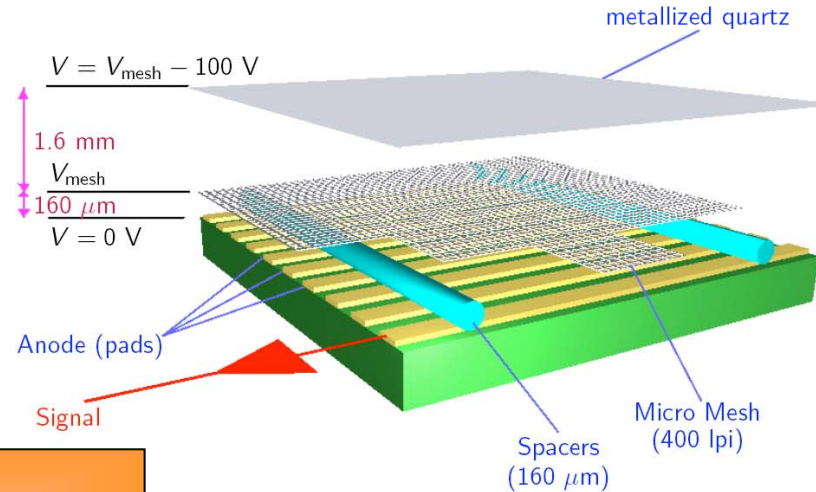 metallized quartz
V = V_mesh − 100 V
1.6 mm
V_mesh
160 μm
V = 0 V
Anode (pads)
Signal
Spacers
(160 μm)
Micro Mesh
(400 lpi)